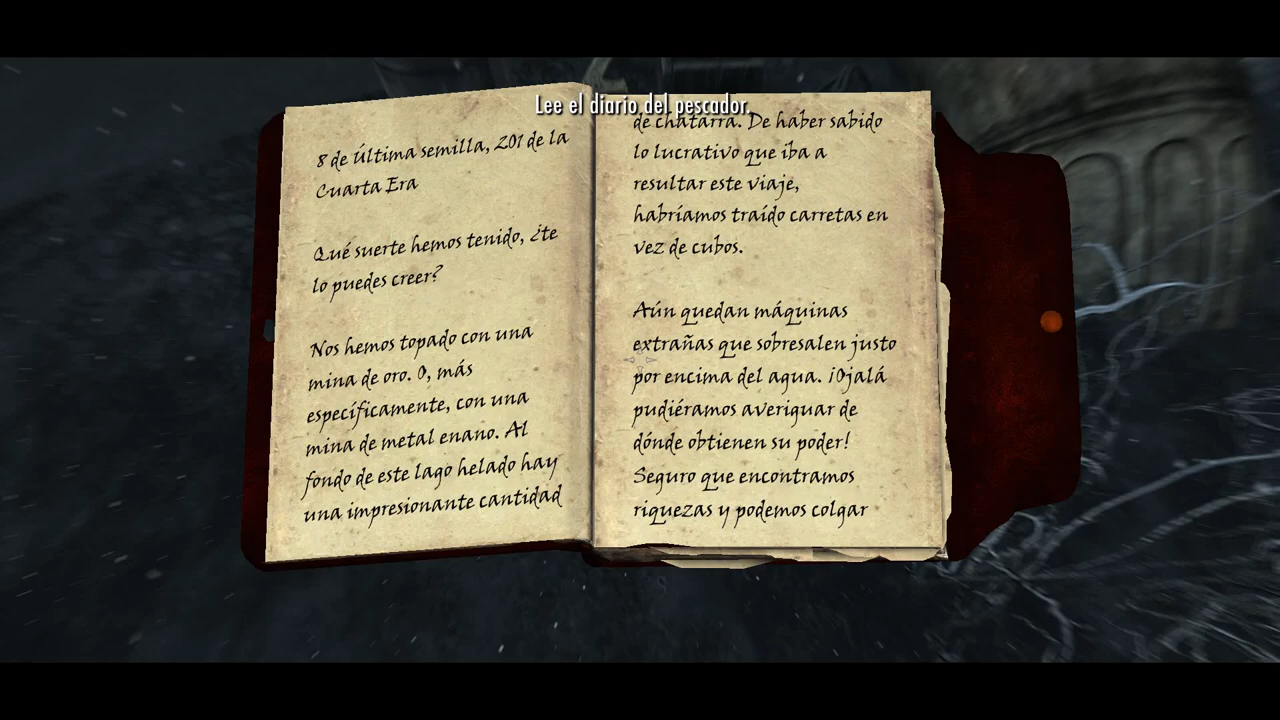 Lee el diario del pescador.
8 de Última semilla, 201 de la
Cuarta Era
Qué suerte hemos tenido, ¿te
lo puedes creer?
Nos hemos topado con una
mina de oro. O, más
específicamente, con una
mina de metal enano. Al
fondo de este lago helado hay
una impresionante cantidad
de chatarra. De haber sabido
lo lucrativo que iba a
resultar este viaje,
habríamos traído carretas en
vez de cubos.
Aún quedan máquinas
extrañas que sobresalen justo
por encima del agua. ¡Ojalá
pudiéramos averiguar de
dónde obtienen su poder!
Seguro que encontramos
riquezas y podemos colgar